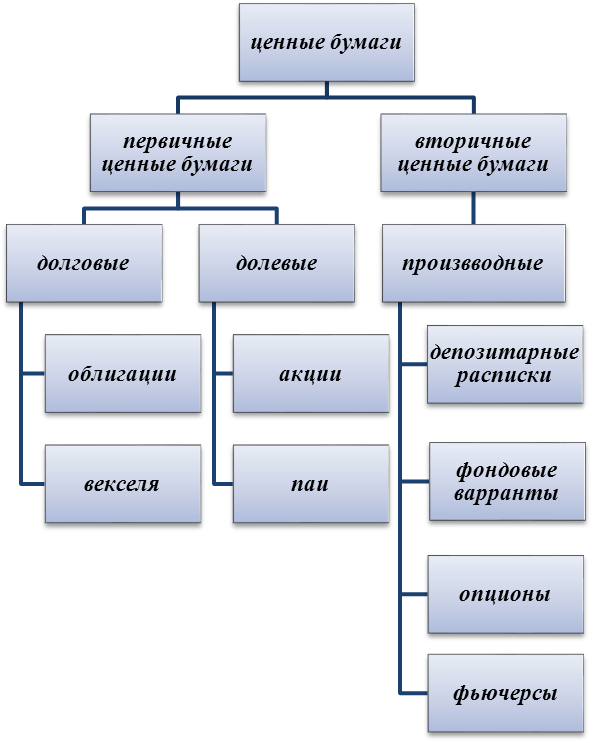 ценные бумаги
первичные
ценные бумаги
вторичные
ценные бумаги
долговые
долевые
произвводные
облигации
акции
депозитарные
расписки
векселя
паи
фондовые
варранты
опционы
фьючерсы